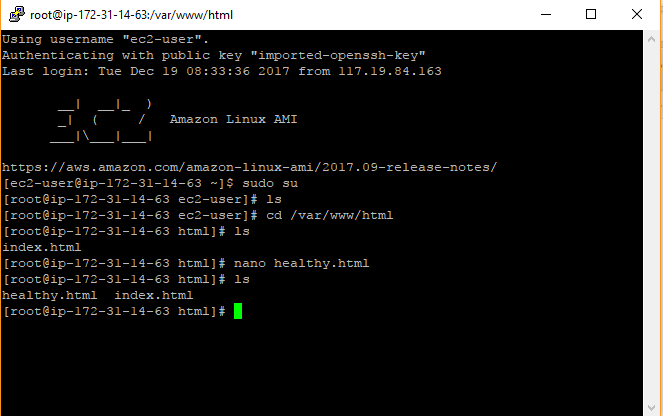 root@ip-172-31-14-63:/var/www/html
Using username "ec2-user".
Authenticating with public key "imported-openssh-key"
Last login: Tue Dec 19 08:33:36 2017 from 117.19.84.163
       __|  __|_  )
       _|  (     /   Amazon Linux AMI
      ___|\___|___|
https://aws.amazon.com/amazon-linux-ami/2017.09-release-notes/
[ec2-user@ip-172-31-14-63 ~]$ sudo su
[root@ip-172-31-14-63 ec2-user]# ls
[root@ip-172-31-14-63 ec2-user]# cd /var/www/html
[root@ip-172-31-14-63 html]# ls
index.html
[root@ip-172-31-14-63 html]# nano healthy.html
[root@ip-172-31-14-63 html]# ls
healthy.html  index.html
[root@ip-172-31-14-63 html]#